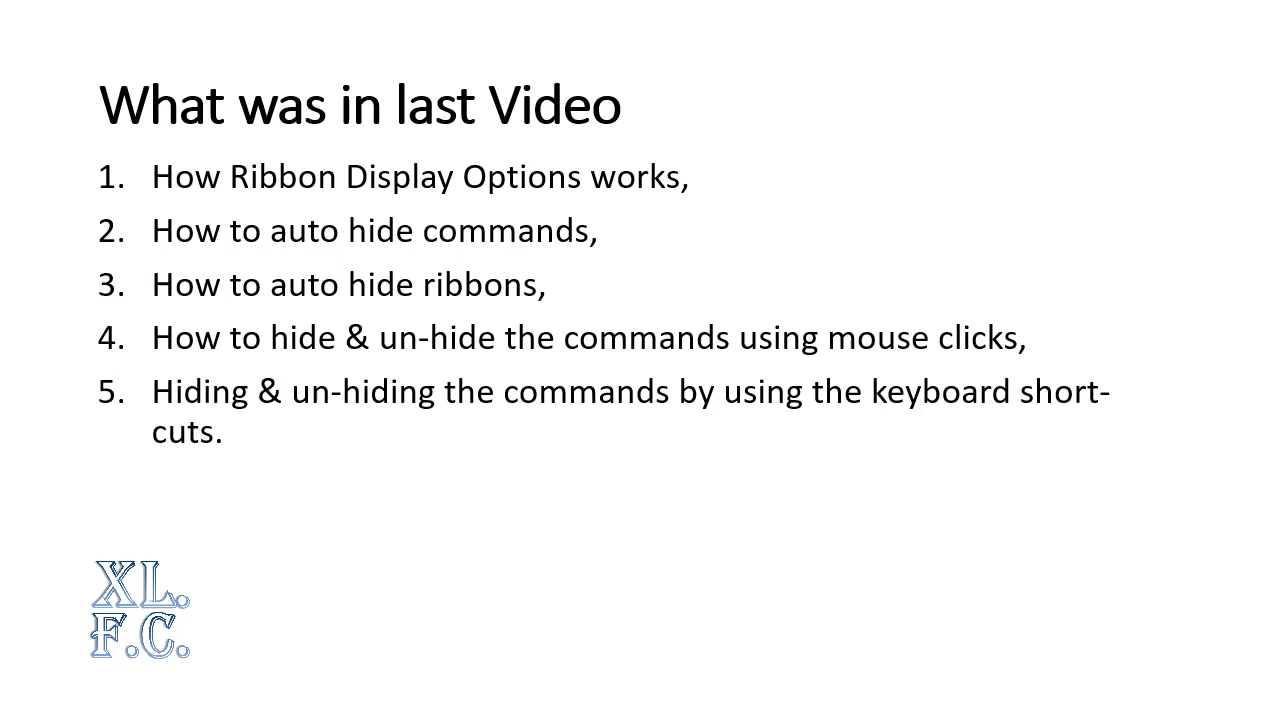 What was in last Video
1. How Ribbon Display Options works,
2. How to auto hide commands,
3. How to auto hide ribbons,
4. How to hide & un-hide the commands using mouse clicks,
5. Hiding & un-hiding the commands by using the keyboard short-
cuts.
XL.
F.C.